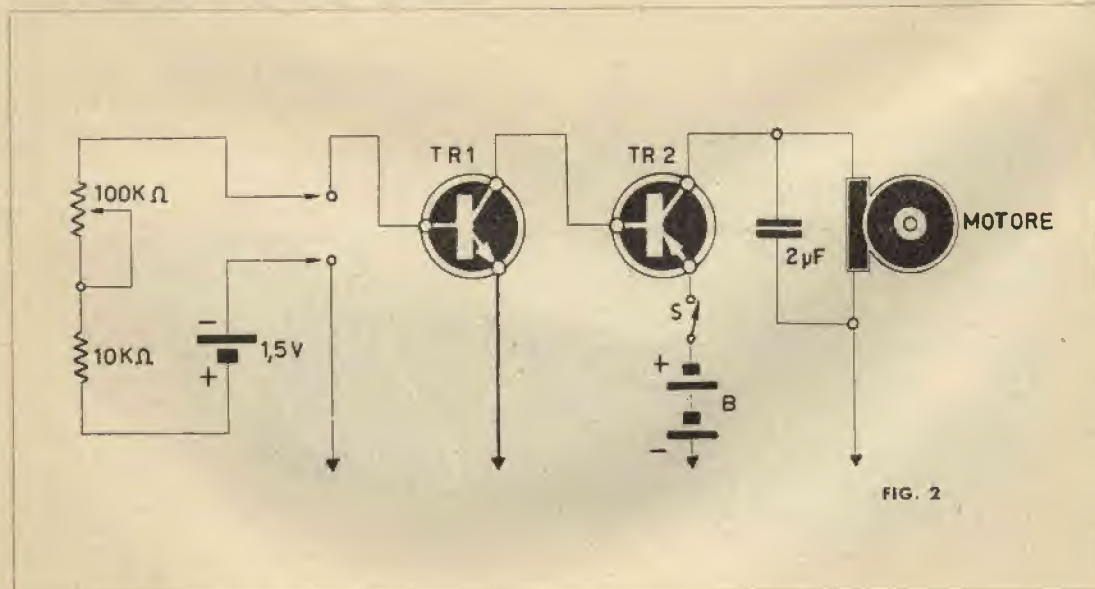 TR1
TR2
100KΩ
10KΩ
-
1,5V
+
S
+
B
-
2µF
MOTORE
FIG. 2